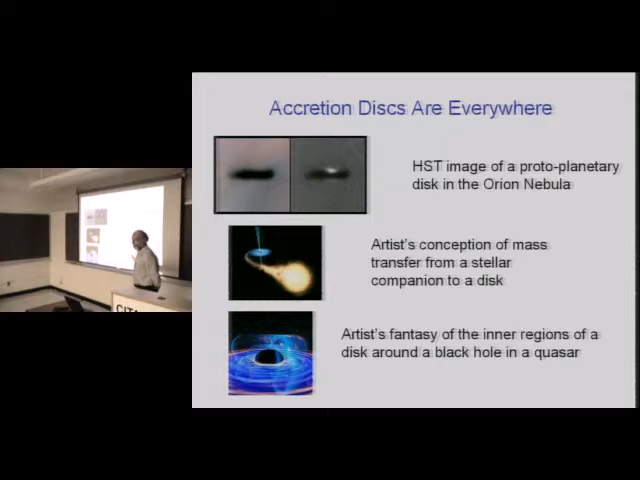 Accretion Discs Are Everywhere
HST image of a proto-planetary
disk in the Orion Nebula
Artist's conception of mass
transfer from a stellar
companion to a disk
Artist's fantasy of the inner regions of a
disk around a black hole in a quasar
CITA